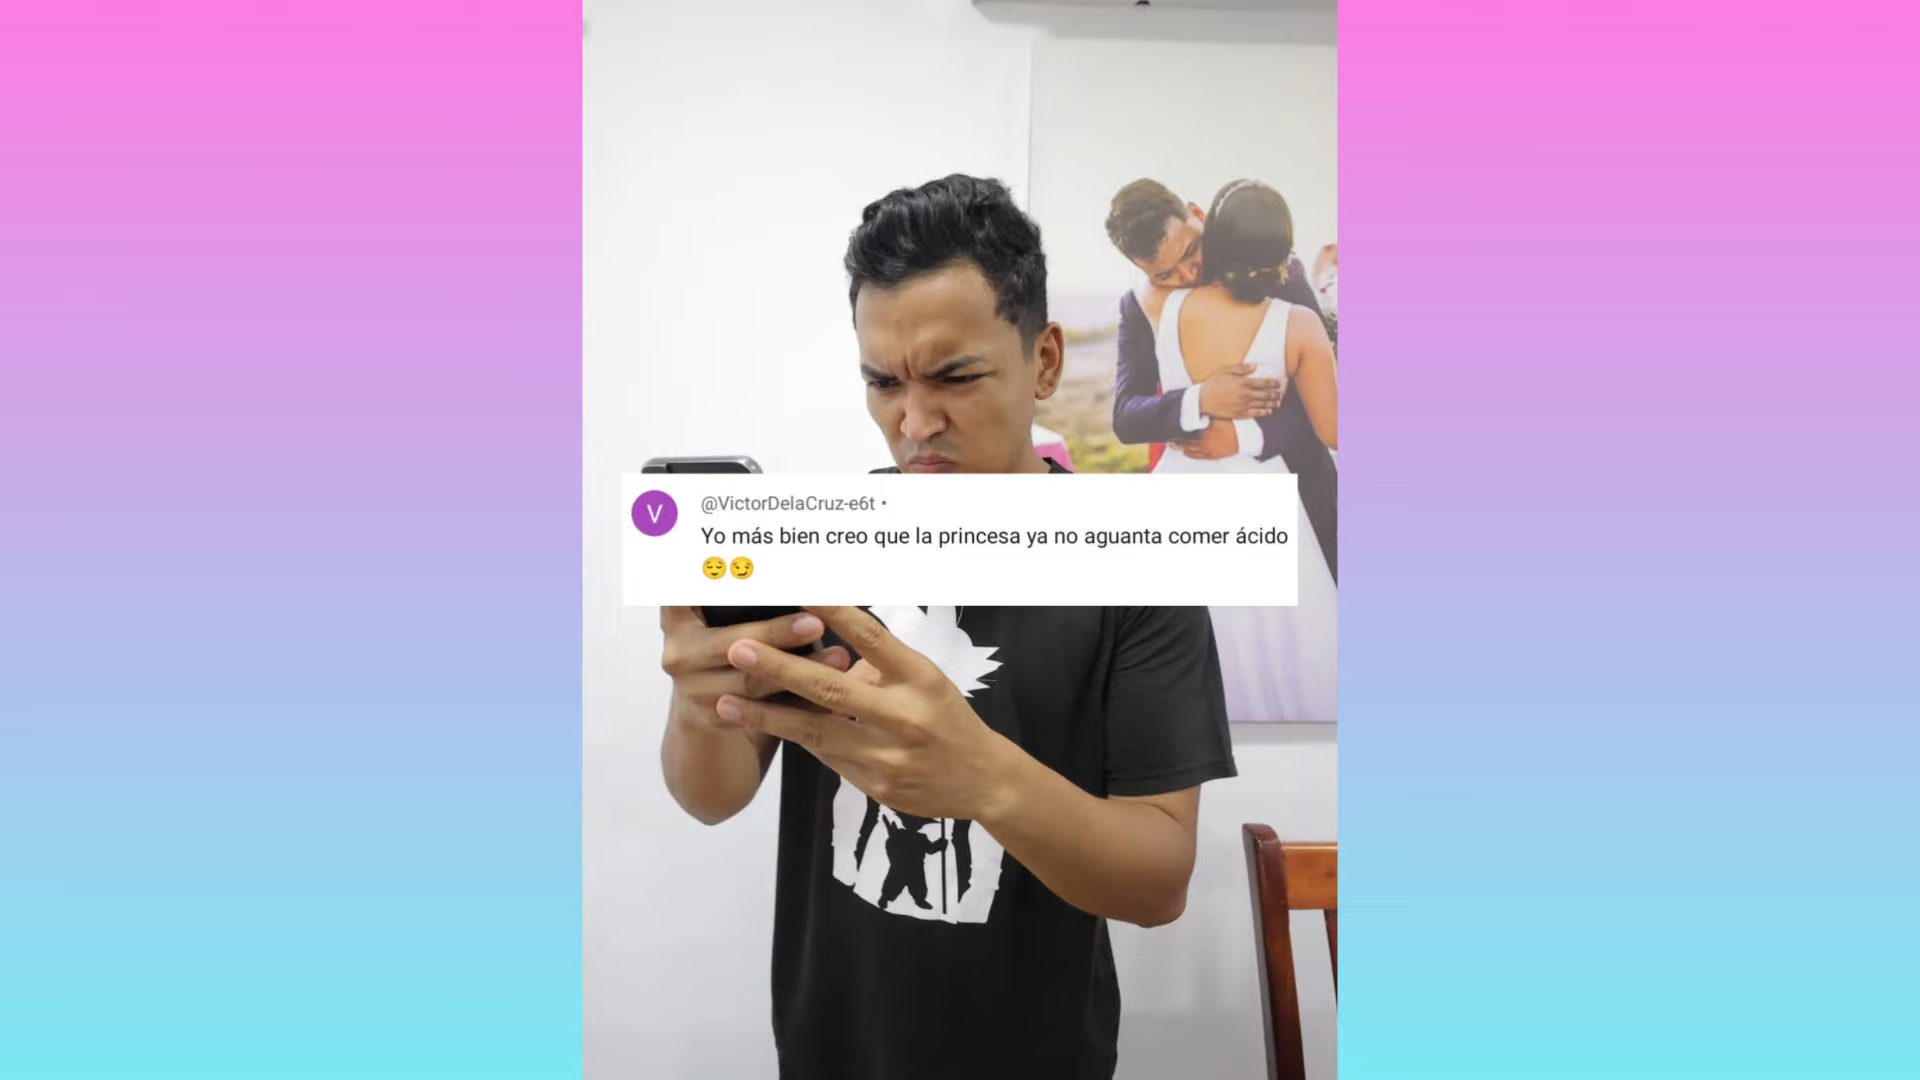 @VictorDelaCruz-e6t •
V
Yo más bien creo que la princesa ya no aguanta comer ácido
😌😏